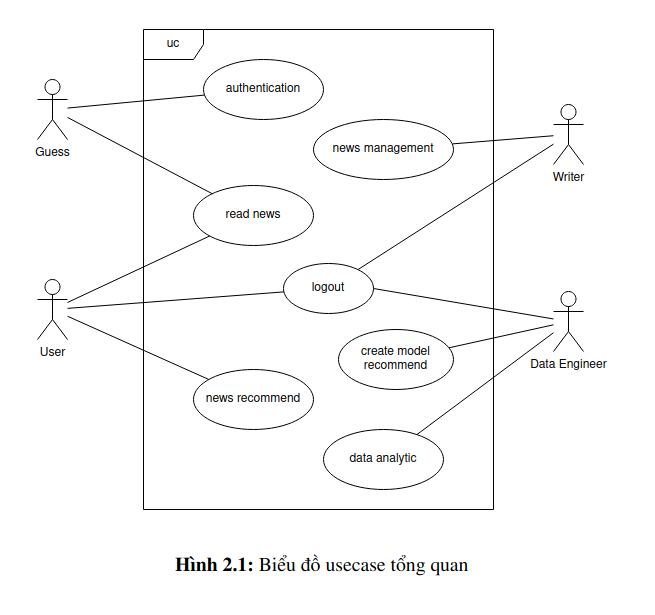 uc
authentication
Guess
news management
Writer
read news
logout
User
create model
recommend
Data Engineer
news recommend
data analytic
Hình 2.1: Biểu đồ usecase tổng quan